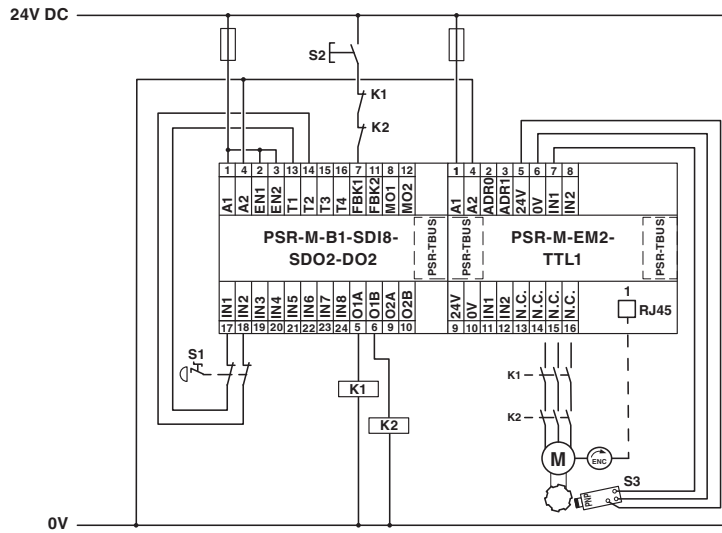 24V DC
S2
K1
K2
1 4 2 3 13 14 15 16 7 11 8 12
A1 A2 EN1 EN2 T1 T2 T3 T4 FBK1 FBK2 MO1 MO2
1 4 2 3 5 6 7 8
A1 A2 ADR0 ADR1 24V 0V IN1 IN2
PSR-M-B1-SDI8-
SDO2-DO2
PSR-TBUS
PSR-TBUS
PSR-M-EM2-
TTL1
PSR-TBUS
1
RJ45
IN1 IN2 IN3 IN4 IN5 IN6 IN7 IN8 O1A O1B O2A O2B
17 18 19 20 21 22 23 24 5 6 9 10
24V 0V IN1 IN2 N.C. N.C. N.C. N.C.
9 10 11 12 13 14 15 16
S1
K1
K2
K1
K2
M
ENC
PNP
S3
0V